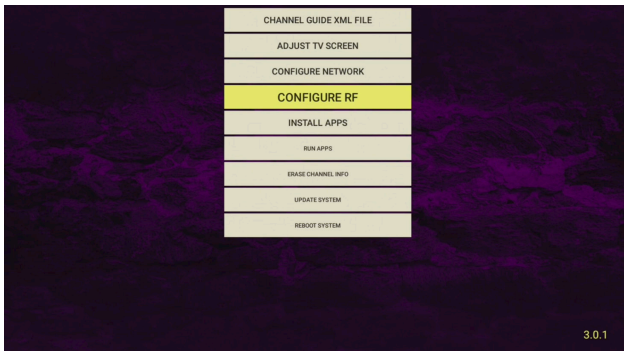 CHANNEL GUIDE XML FILE
ADJUST TV SCREEN
CONFIGURE NETWORK
CONFIGURE RF
INSTALL APPS
RUN APPS
ERASE CHANNEL INFO
UPDATE SYSTEM
REBOOT SYSTEM
3.0.1